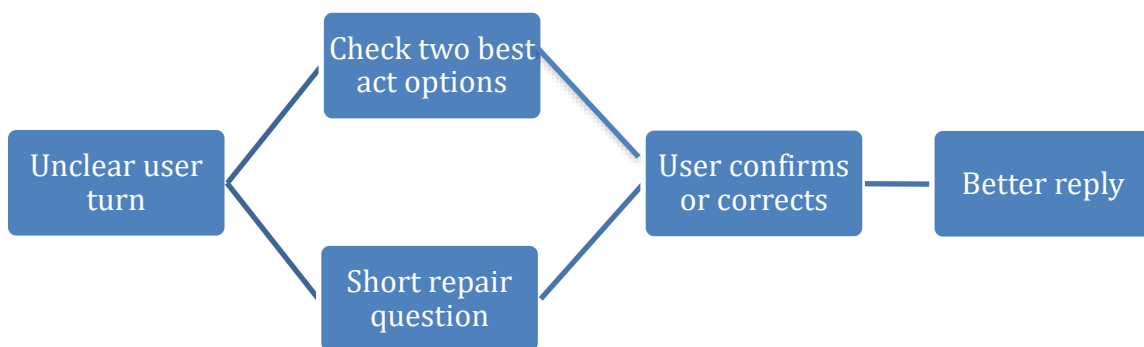 Check two best
act options
Unclear user
turn
User confirms
or corrects
Better reply
Short repair
question